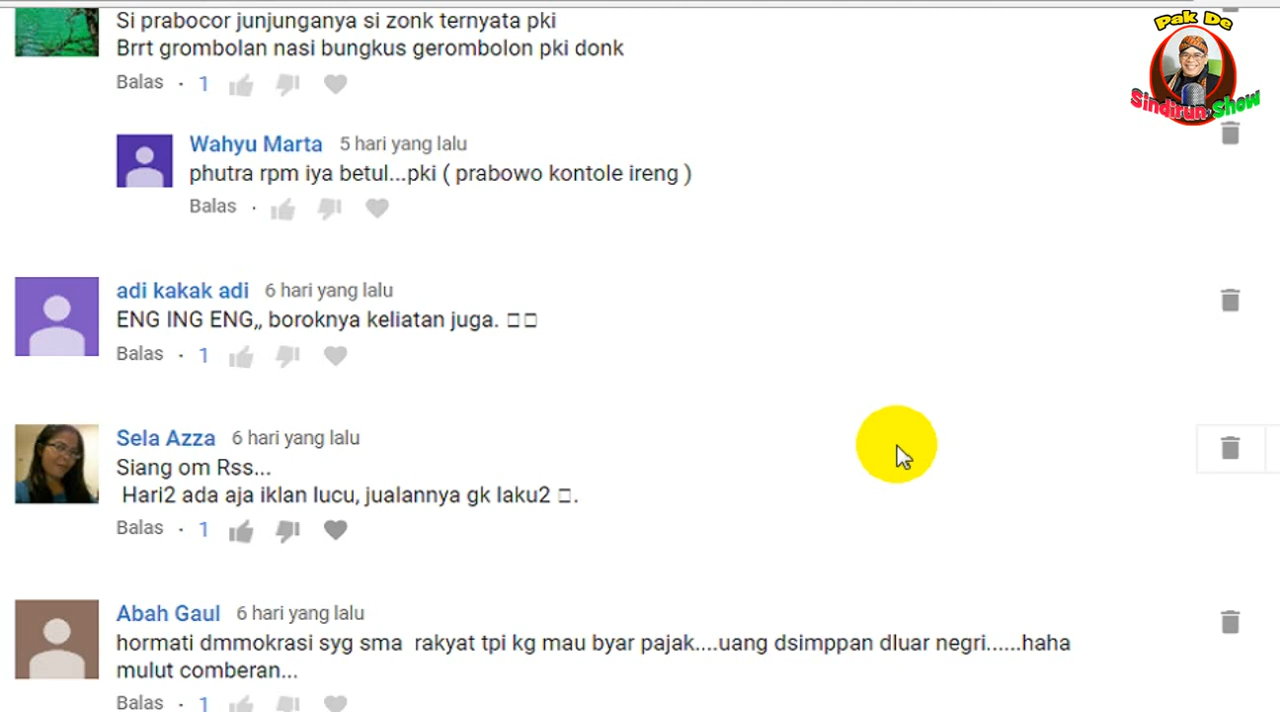 Pak De
Sindirun Show
Si prabocor junjunganya si zonk ternyata pki
Brrt grombolan nasi bungkus gerombolon pki donk
Balas · 1
Wahyu Marta 5 hari yang lalu
phutra rpm iya betul...pki ( prabowo kontole ireng )
Balas ·
adi kakak adi 6 hari yang lalu
ENG ING ENG,, boroknya keliatan juga. □□
Balas · 1
Sela Azza 6 hari yang lalu
Siang om Rss...
Hari2 ada aja iklan lucu, jualannya gk laku2 □.
Balas · 1
Abah Gaul 6 hari yang lalu
hormati dmmokrasi syg sma rakyat tpi kg mau byar pajak....uang dsimppan dluar negri......haha
mulut comberan...
Balas · 1